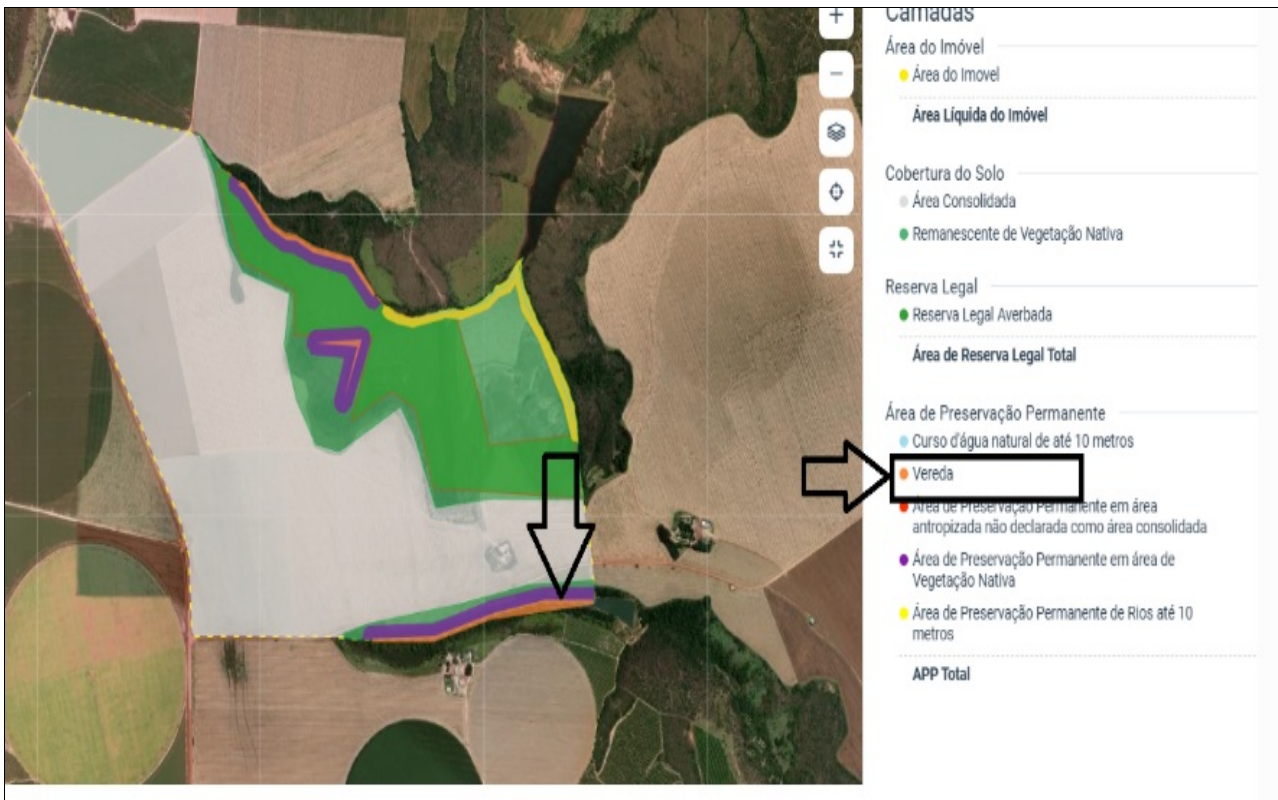 Camadas
Área do Imóvel
Área do Imovel
Área Líquida do Imóvel
Cobertura do Solo
Área Consolidada
Remanescente de Vegetação Nativa
Reserva Legal
Reserva Legal Averbada
Área de Reserva Legal Total
Área de Preservação Permanente
Curso d'água natural de até 10 metros
Vereda
Área de Preservação Permanente em área
antropizada não declarada como área consolidada
Área de Preservação Permanente em área de
Vegetação Nativa
Área de Preservação Permanente de Rios até 10
metros
APP Total